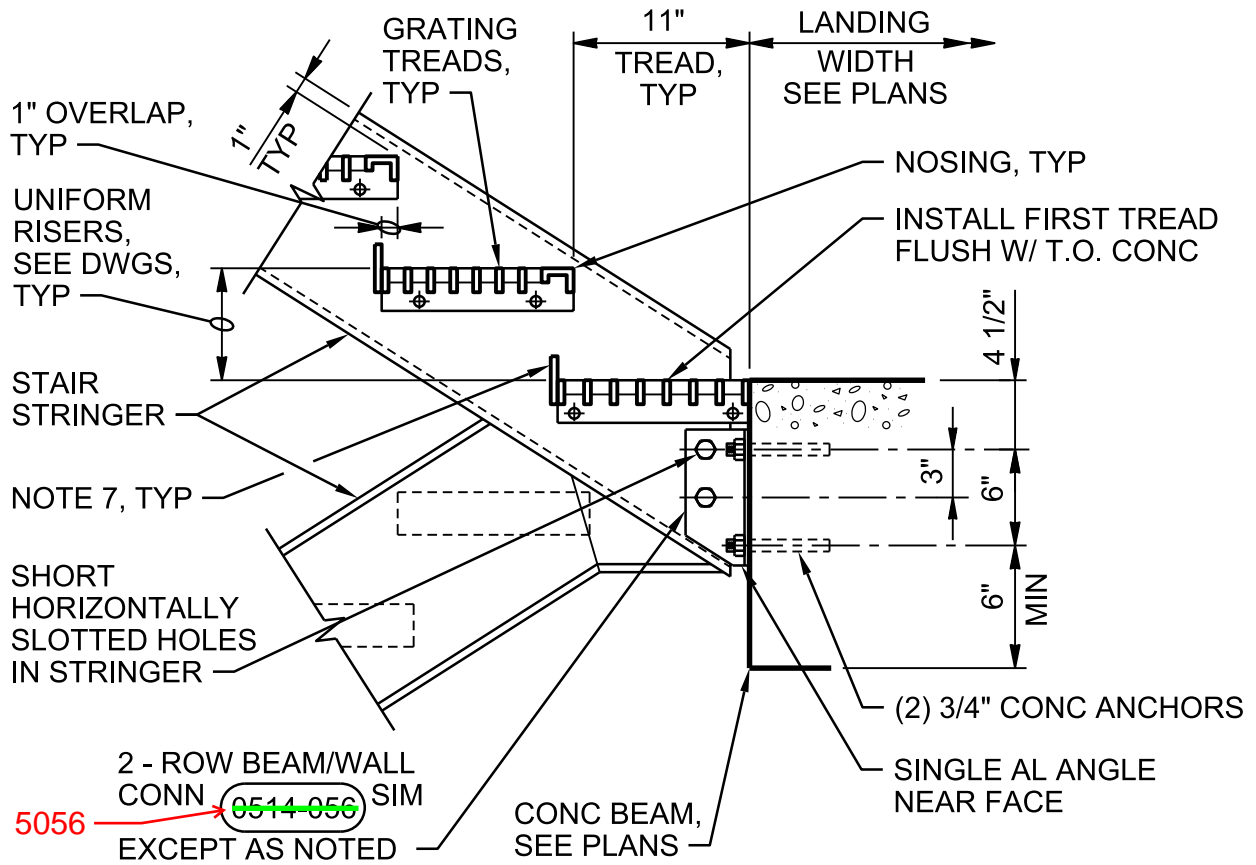 GRATING
TREADS,
TYP
11"
TREAD,
TYP
LANDING
WIDTH
SEE PLANS
1" OVERLAP,
TYP
1"
TYP
NOSING, TYP
UNIFORM
RISERS,
SEE DWGS,
TYP
INSTALL FIRST TREAD
FLUSH W/ T.O. CONC
4 1/2"
STAIR
STRINGER
3"
6"
NOTE 7, TYP
SHORT
HORIZONTALLY
SLOTTED HOLES
IN STRINGER
6"
MIN
(2) 3/4" CONC ANCHORS
2 - ROW BEAM/WALL
CONN 0514-056 SIM
EXCEPT AS NOTED
5056
CONC BEAM,
SEE PLANS
SINGLE AL ANGLE
NEAR FACE